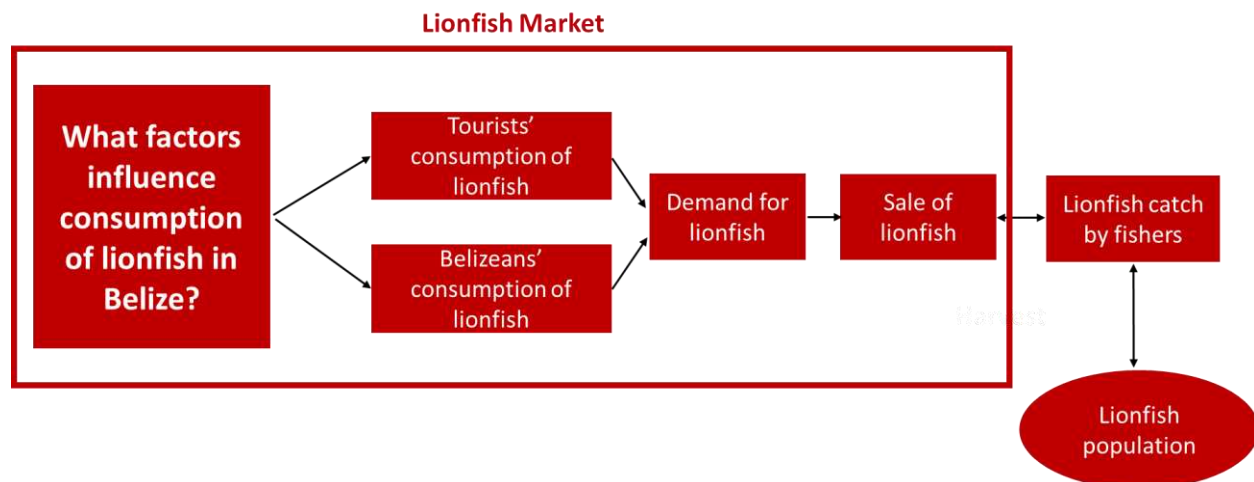 Lionfish Market
What factors
influence
consumption
of lionfish in
Belize?
Tourists'
consumption of
lionfish
Belizeans'
consumption of
lionfish
Demand for
lionfish
Sale of
lionfish
Lionfish catch
by fishers
Harvest
Lionfish
population